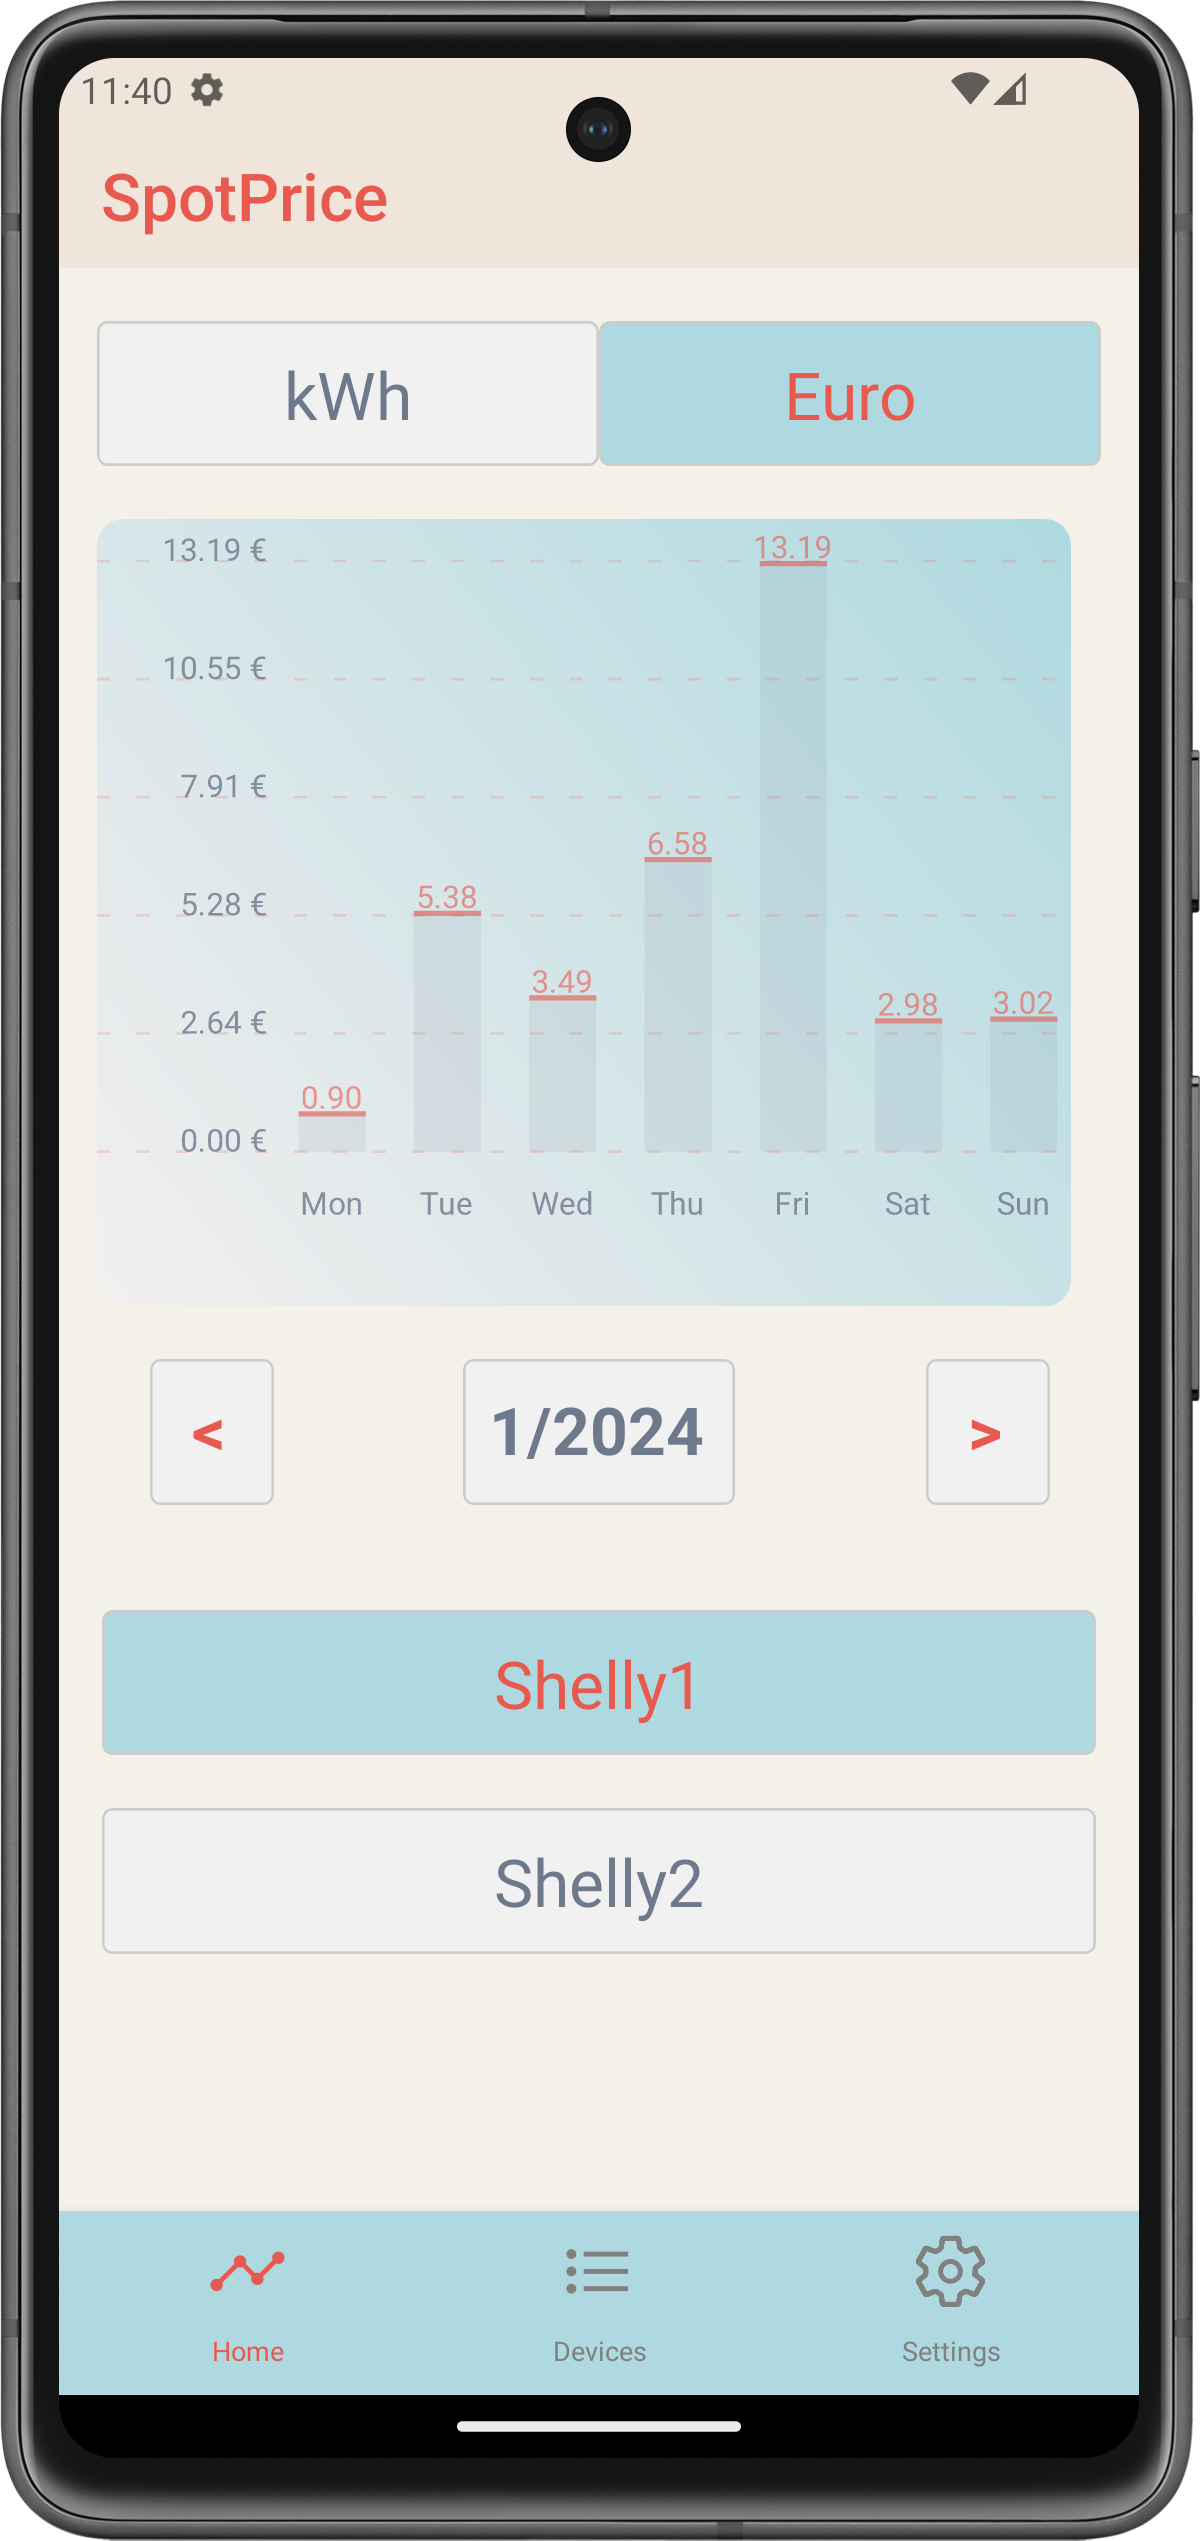 11:40
SpotPrice
kWh Euro
13.19 € 13.19
10.55 €
7.91 €
6.58
5.28 € 5.38
3.49
2.64 € 2.98 3.02
0.90
0.00 €
Mon Tue Wed Thu Fri Sat Sun
< 1/2024 >
Shelly1
Shelly2
Home Devices Settings